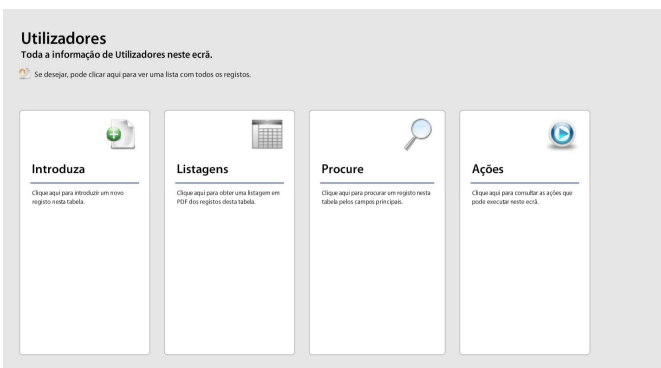 Utilizadores
Toda a informação de Utilizadores neste ecrã.
Se desejar, pode clicar aqui para ver uma lista com todos os registos.
Introduza
Clique aqui para introduzir um novo
registo nesta tabela.
Listagens
Clique aqui para obter uma listagem em
PDF dos registos desta tabela.
Procure
Clique aqui para procurar um registo nesta
tabela pelos campos principais.
Ações
Clique aqui para consultar as ações que
pode executar neste ecrã.